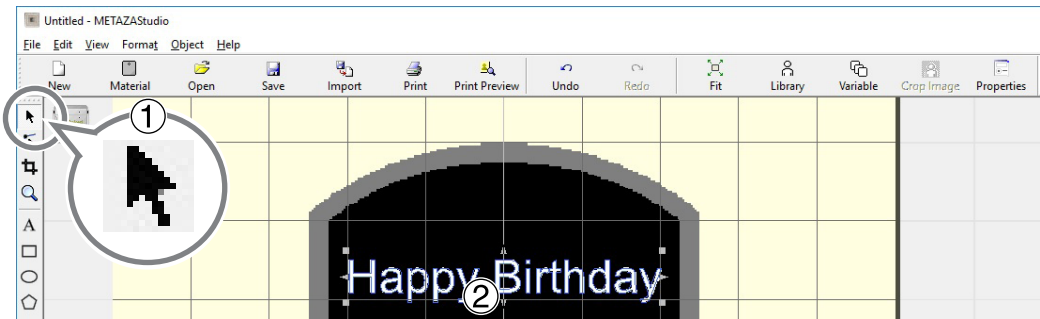 Untitled - METAZAStudio
File Edit View Format Object Help
New Material Open Save Import Print Print Preview Undo Redo Fit Library Variable Crop Image Properties
1
A
Happy Birthday
2